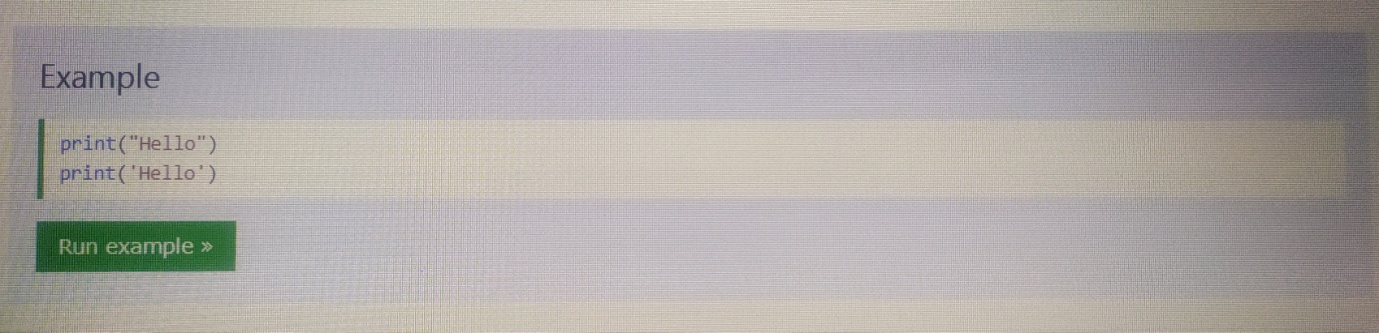 Example
print("Hello")
print('Hello')
Run example »